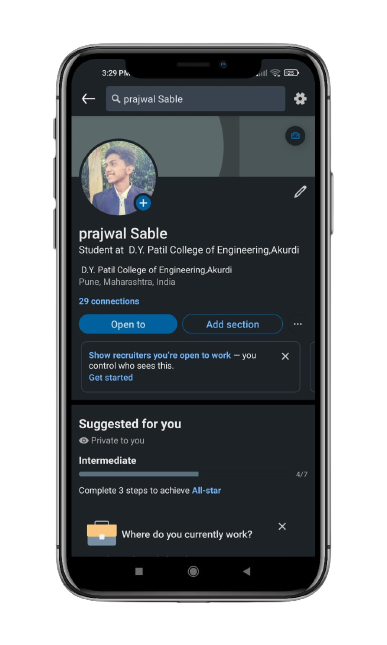 3:29 PM
prajwal Sable
prajwal Sable
Student at D.Y. Patil College of Engineering,Akurdi
D.Y. Patil College of Engineering,Akurdi
Pune, Maharashtra, India
29 connections
Open to
Add section
Show recruiters you're open to work — you
control who sees this.
Get started
Suggested for you
Private to you
Intermediate
4/7
Complete 3 steps to achieve All-star
Where do you currently work?